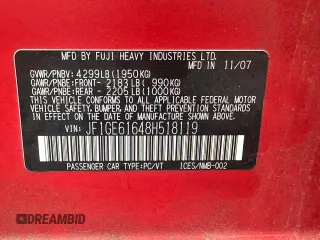 MFD BY FUJI HEAVY INDUSTRIES LTD. 11/07
GVWR/PNBV: 4299LB(1950KG)
GAWR/PNBE:FRONT- 2183LB( 990KG)
GAWR/PNBE:REAR - 2205LB(1000KG)
THIS VEHICLE CONFORMS TO ALL APPLICABLE
FEDERAL MOTOR VEHICLE SAFETY, BUMPER,
AND THEFT PREVENTION STANDARDS IN EFFECT
ON THE DATE OF MANUFACTURE SHOWN ABOVE.
VIN: JF1GE61648H518119
PASSENGER CAR TYPE:PC/VT ICES/NMB-002
DREAMBID